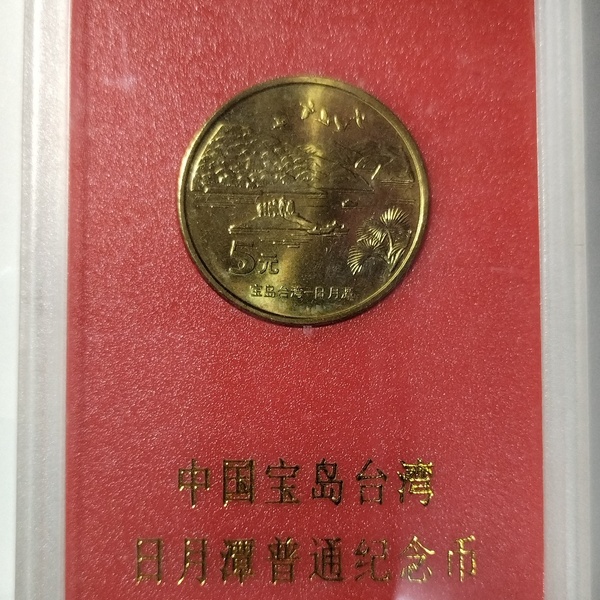 5元
宝岛台湾-日月潭
中国宝岛台湾
日月潭普通纪念币